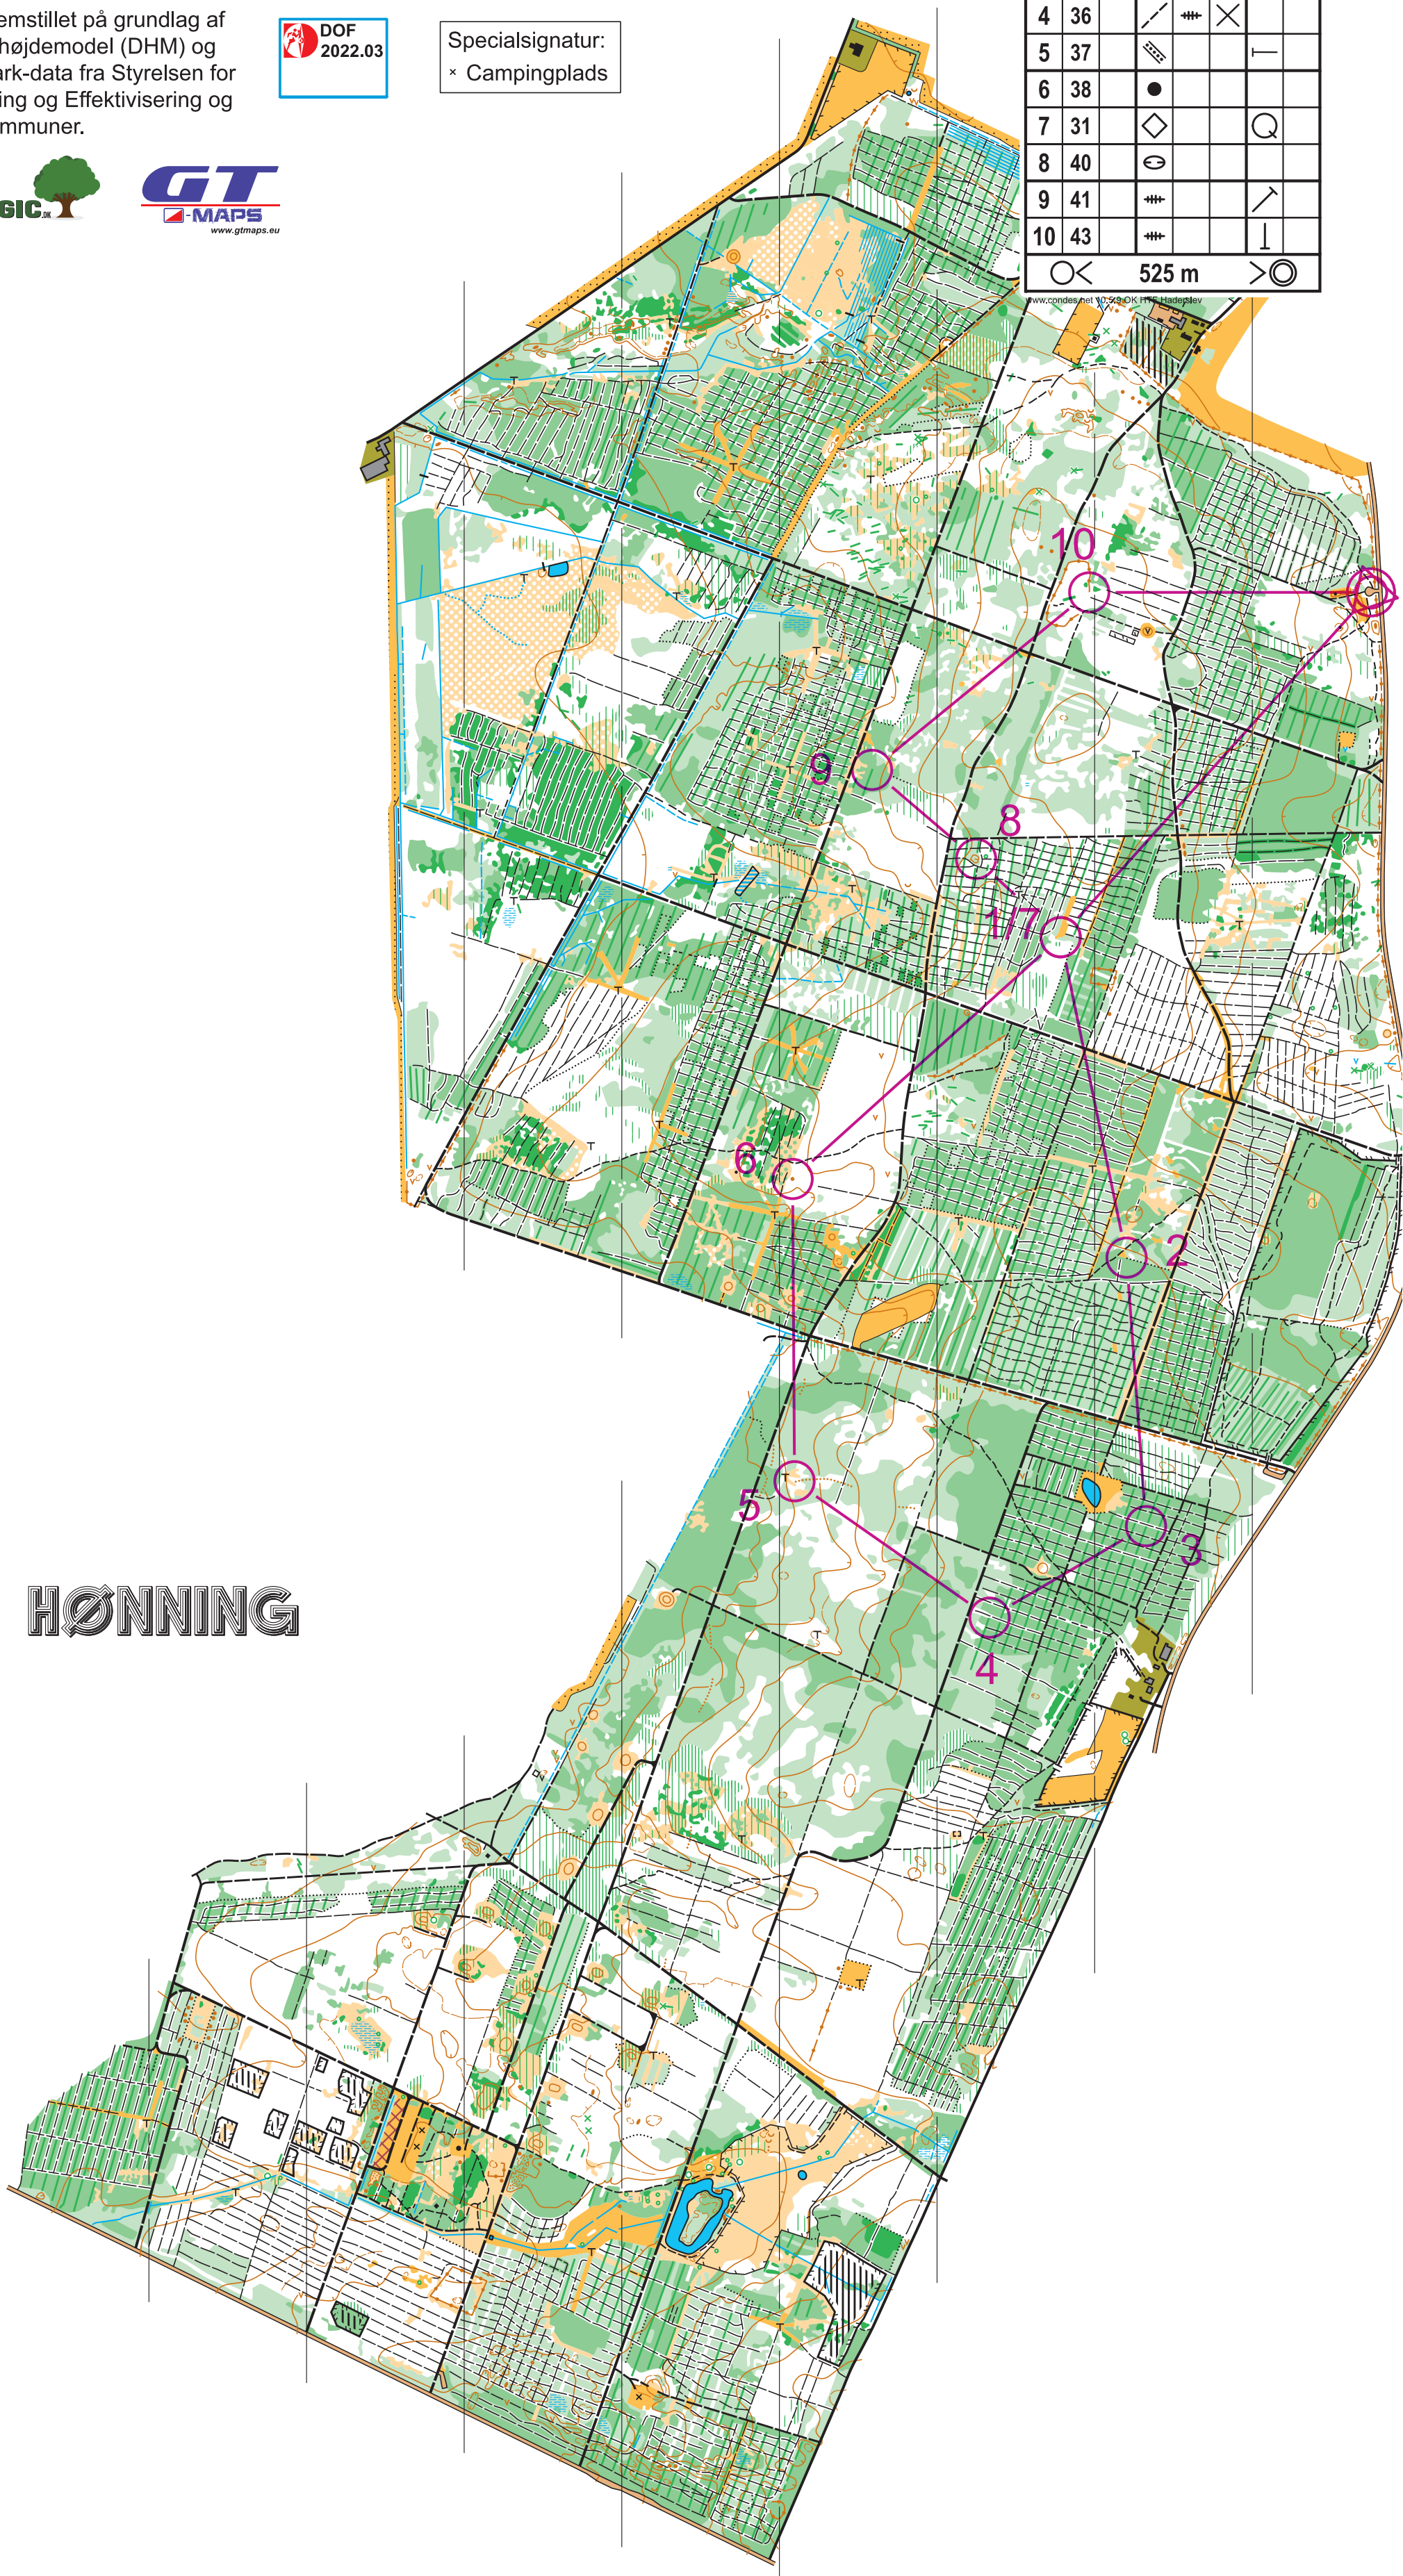 emstillet på grundlag af
højdemodel (DHM) og
ark-data fra Styrelsen for
ing og Effektivisering og
mmuner.
DOF
2022.03
Specialsignatur:
× Campingplads
GIC.DK
GT
-MAPS
www.gtmaps.eu
4 36
5 37
6 38
7 31
8 40
9 41
10 43
525 m
www.condes.net 10.5.9 OK HTF Haderslev
10
9
8
1/7
6
2
5
3
4
HØNNING